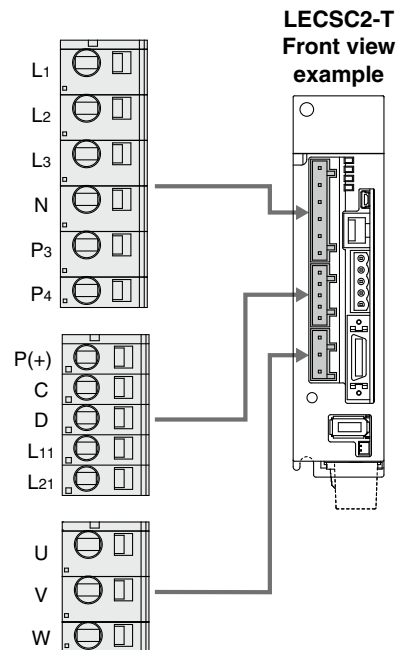 LECSC2-T
Front view
example
L1
L2
L3
N
P3
P4
P(+)
C
D
L11
L21
U
V
W